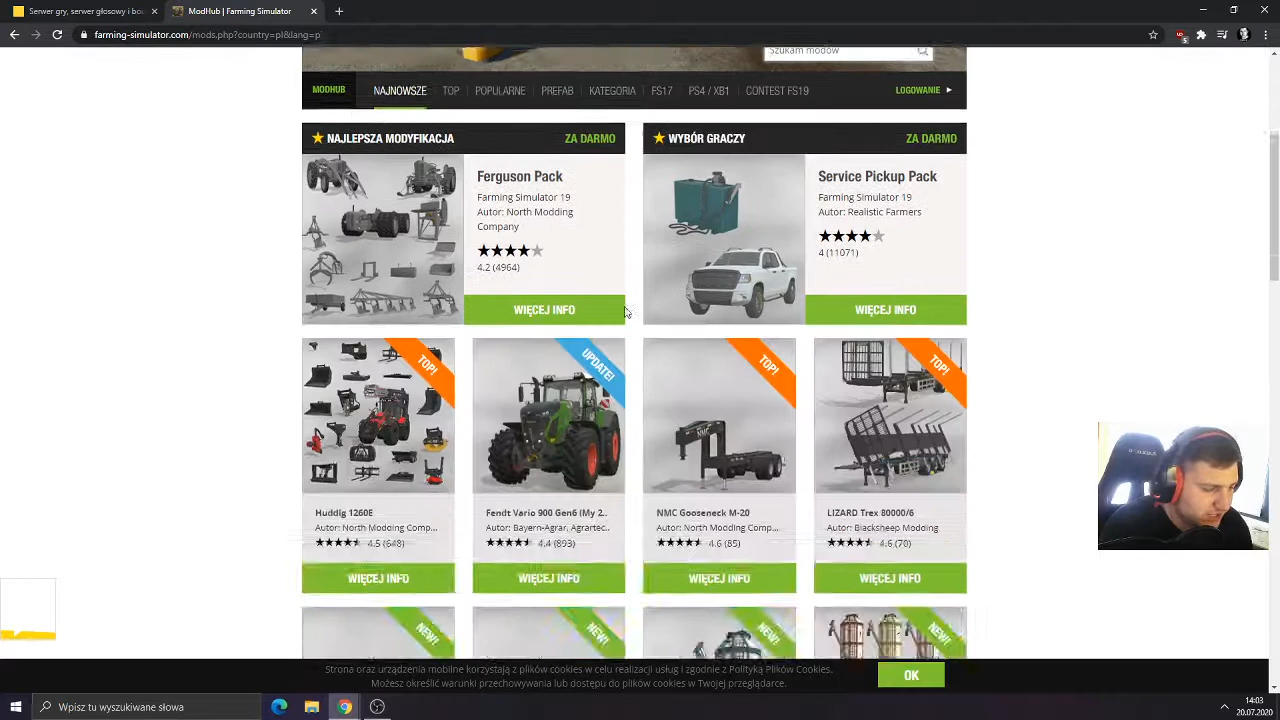 Serwer gry, serwer głosowy i bo
ModHub | Farming Simulator
farming-simulator.com/mods.php?country=pl&lang=p
Szukam modów
MODHUB
NAJNOWSZE
TOP
POPULARNE
PREFAB
KATEGORIA
FS17
PS4 / XB1
CONTEST FS19
LOGOWANIE
NAJLEPSZA MODYFIKACJA
ZA DARMO
WYBÓR GRACZY
ZA DARMO
Ferguson Pack
Farming Simulator 19
Autor: North Modding
Company
4.2 (4964)
WIĘCEJ INFO
Service Pickup Pack
Farming Simulator 19
Autor: Realistic Farmers
4 (11071)
WIĘCEJ INFO
TOP!
UPDATE!
TOP!
TOP!
Huddig 1260E
Autor: North Modding Comp...
4.5 (648)
WIĘCEJ INFO
Fendt Vario 900 Gen6 (My 2..
Autor: Bayern-Agrar, Agrartec..
4.4 (893)
WIĘCEJ INFO
NMC Gooseneck M-20
Autor: North Modding Comp...
4.6 (85)
WIĘCEJ INFO
LIZARD Trex 80000/6
Autor: Blacksheep Modding
4.6 (70)
WIĘCEJ INFO
NEW!
NEW!
NEW!
NEW!
Strona oraz urządzenia mobilne korzystają z plików cookies w celu realizacji usług i zgodnie z Polityką Plików Cookies.
Możesz określić warunki przechowywania lub dostępu do plików cookies w Twojej przeglądarce.
OK
Wpisz tu wyszukiwane słowa
14:03
20.07.2020